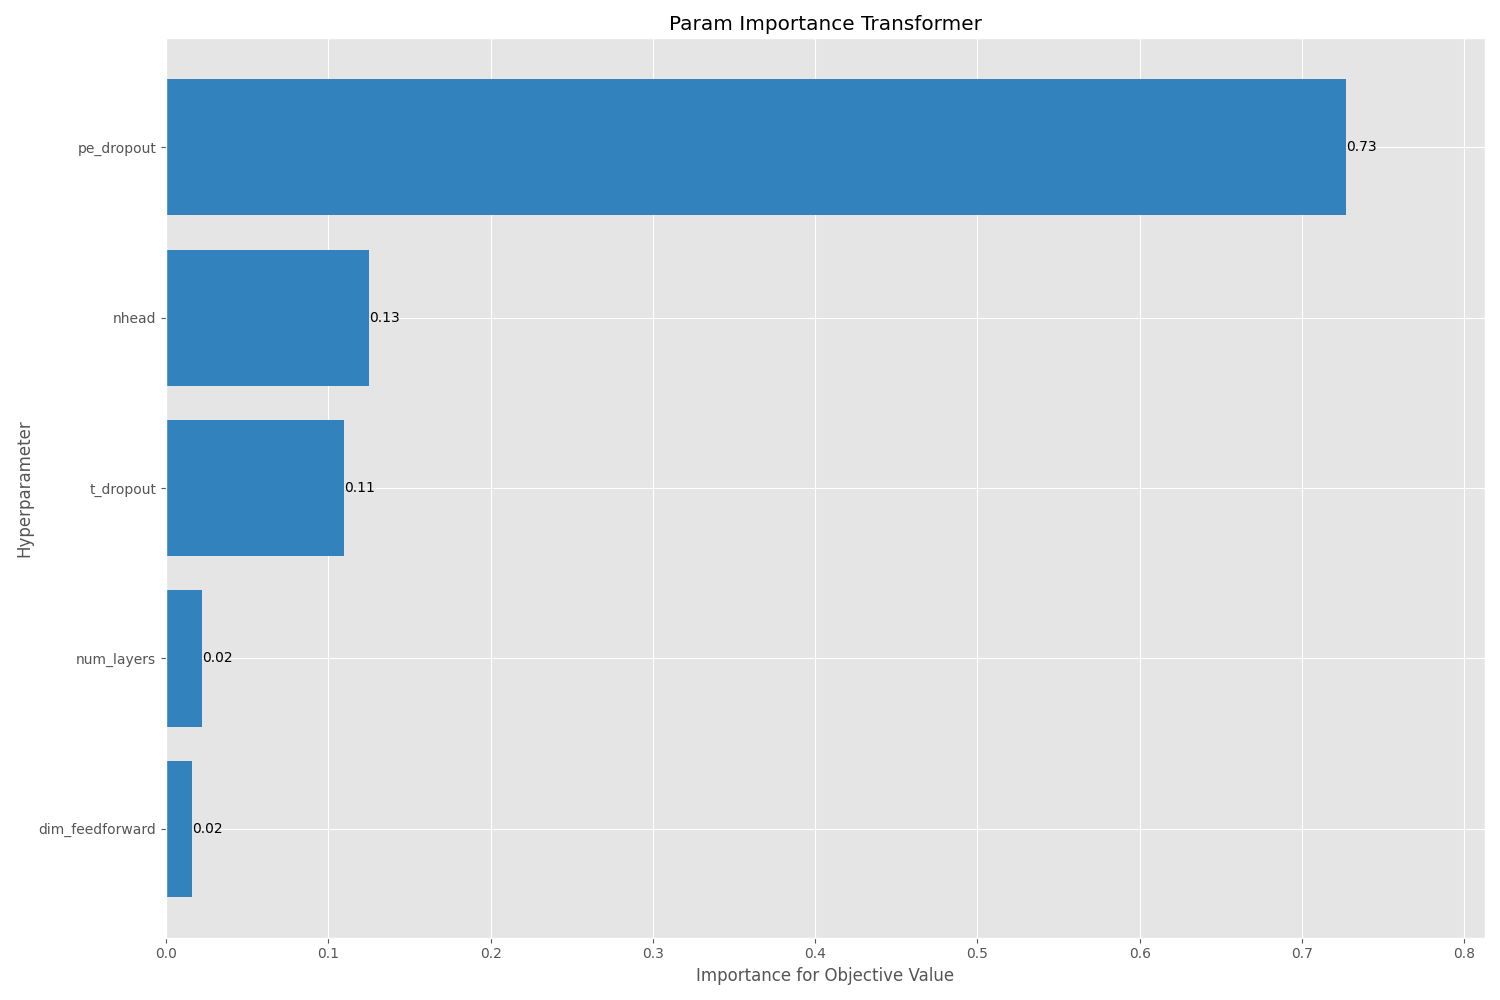 Param Importance Transformer
Hyperparameter
pe_dropout
0.73
nhead
0.13
t_dropout
0.11
num_layers
0.02
dim_feedforward
0.02
0.0 0.1 0.2 0.3 0.4 0.5 0.6 0.7 0.8
Importance for Objective Value